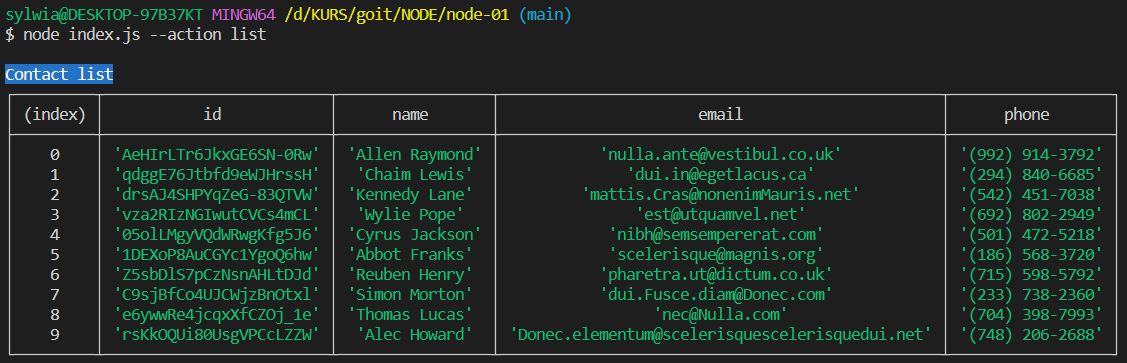 sylwia@DESKTOP-97B37KT MINGW64 /d/KURS/goit/NODE/node-01 (main)
$ node index.js --action list
Contact list
(index) id name email phone
0 'AeHIrLTr6JkxGE6SN-0Rw' 'Allen Raymond' 'nulla.ante@vestibul.co.uk' '(992) 914-3792'
1 'qdggE76Jtbfd9eWJHrssH' 'Chaim Lewis' 'dui.in@egetlacus.ca' '(294) 840-6685'
2 'drsAJ4SHPYqZeG-83QTVW' 'Kennedy Lane' 'mattis.Cras@nonenimMauris.net' '(542) 451-7038'
3 'vza2RIzNGIwutCVCs4mCL' 'Wylie Pope' 'est@utquamvel.net' '(692) 802-2949'
4 '05olLMgyVQdWRwgKfg5J6' 'Cyrus Jackson' 'nibh@semsempererat.com' '(501) 472-5218'
5 '1DEXoP8AuCGYc1YgoQ6hw' 'Abbot Franks' 'scelerisque@magnis.org' '(186) 568-3720'
6 'Z5sbDlS7pCzNsnAHLtDJd' 'Reuben Henry' 'pharetra.ut@dictum.co.uk' '(715) 598-5792'
7 'C9sjBfCo4UJCWjzBnOtxl' 'Simon Morton' 'dui.Fusce.diam@Donec.com' '(233) 738-2360'
8 'e6ywwRe4jcqxXfCZOj_1e' 'Thomas Lucas' 'nec@Nulla.com' '(704) 398-7993'
9 'rsKkOQUi80UsgVPCcLZZW' 'Alec Howard' 'Donec.elementum@scelerisquescelerisquedui.net' '(748) 206-2688'